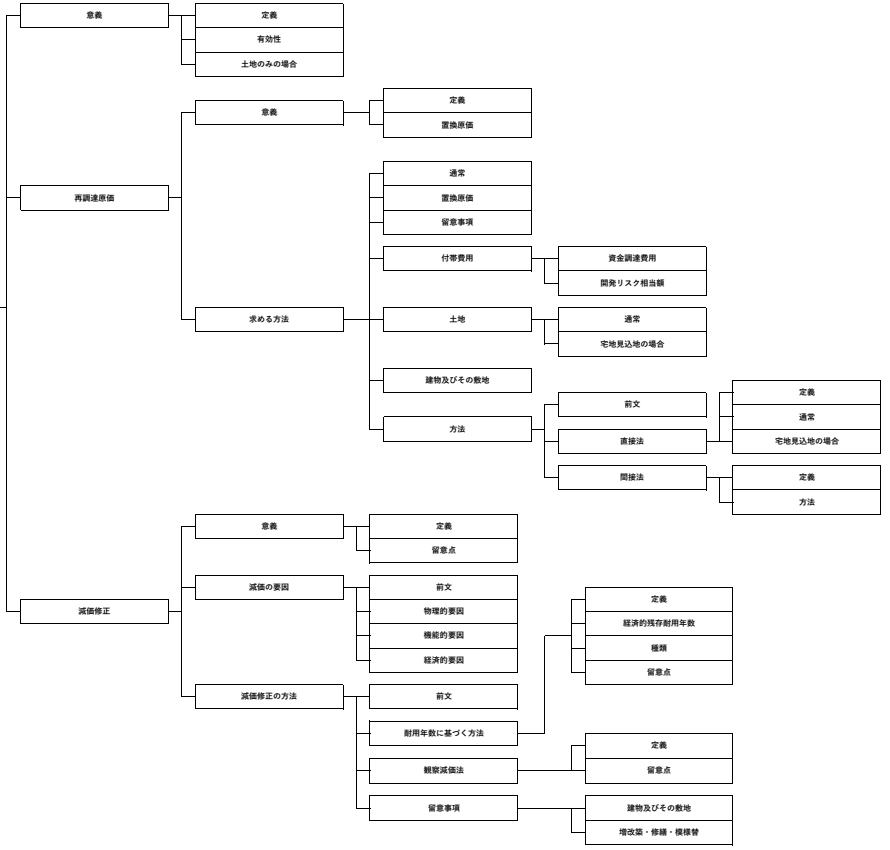 意義
定義
有効性
土地のみの場合
再調達原価
意義
定義
置換原価
求める方法
通常
置換原価
留意事項
付帯費用
資金調達費用
開発リスク相当額
土地
通常
宅地見込地の場合
建物及びその敷地
方法
前文
直接法
定義
通常
宅地見込地の場合
間接法
定義
方法
減価修正
意義
定義
留意点
減価の要因
前文
物理的要因
機能的要因
経済的要因
減価修正の方法
前文
耐用年数に基づく方法
定義
経済的残存耐用年数
種類
留意点
観察減価法
定義
留意点
留意事項
建物及びその敷地
増改築・修繕・模様替